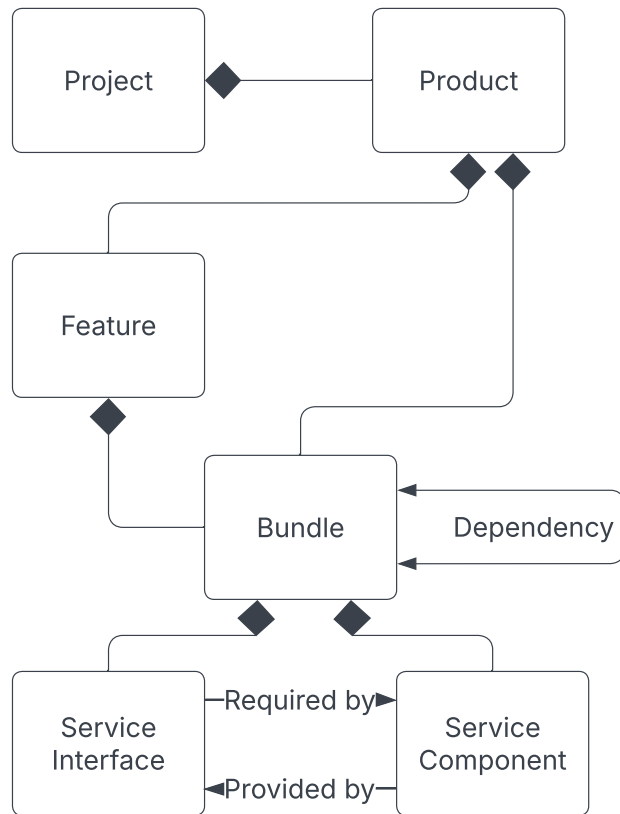 Project
Product
Feature
Bundle
Dependency
Required by
Service
Interface
Service
Component
Provided by